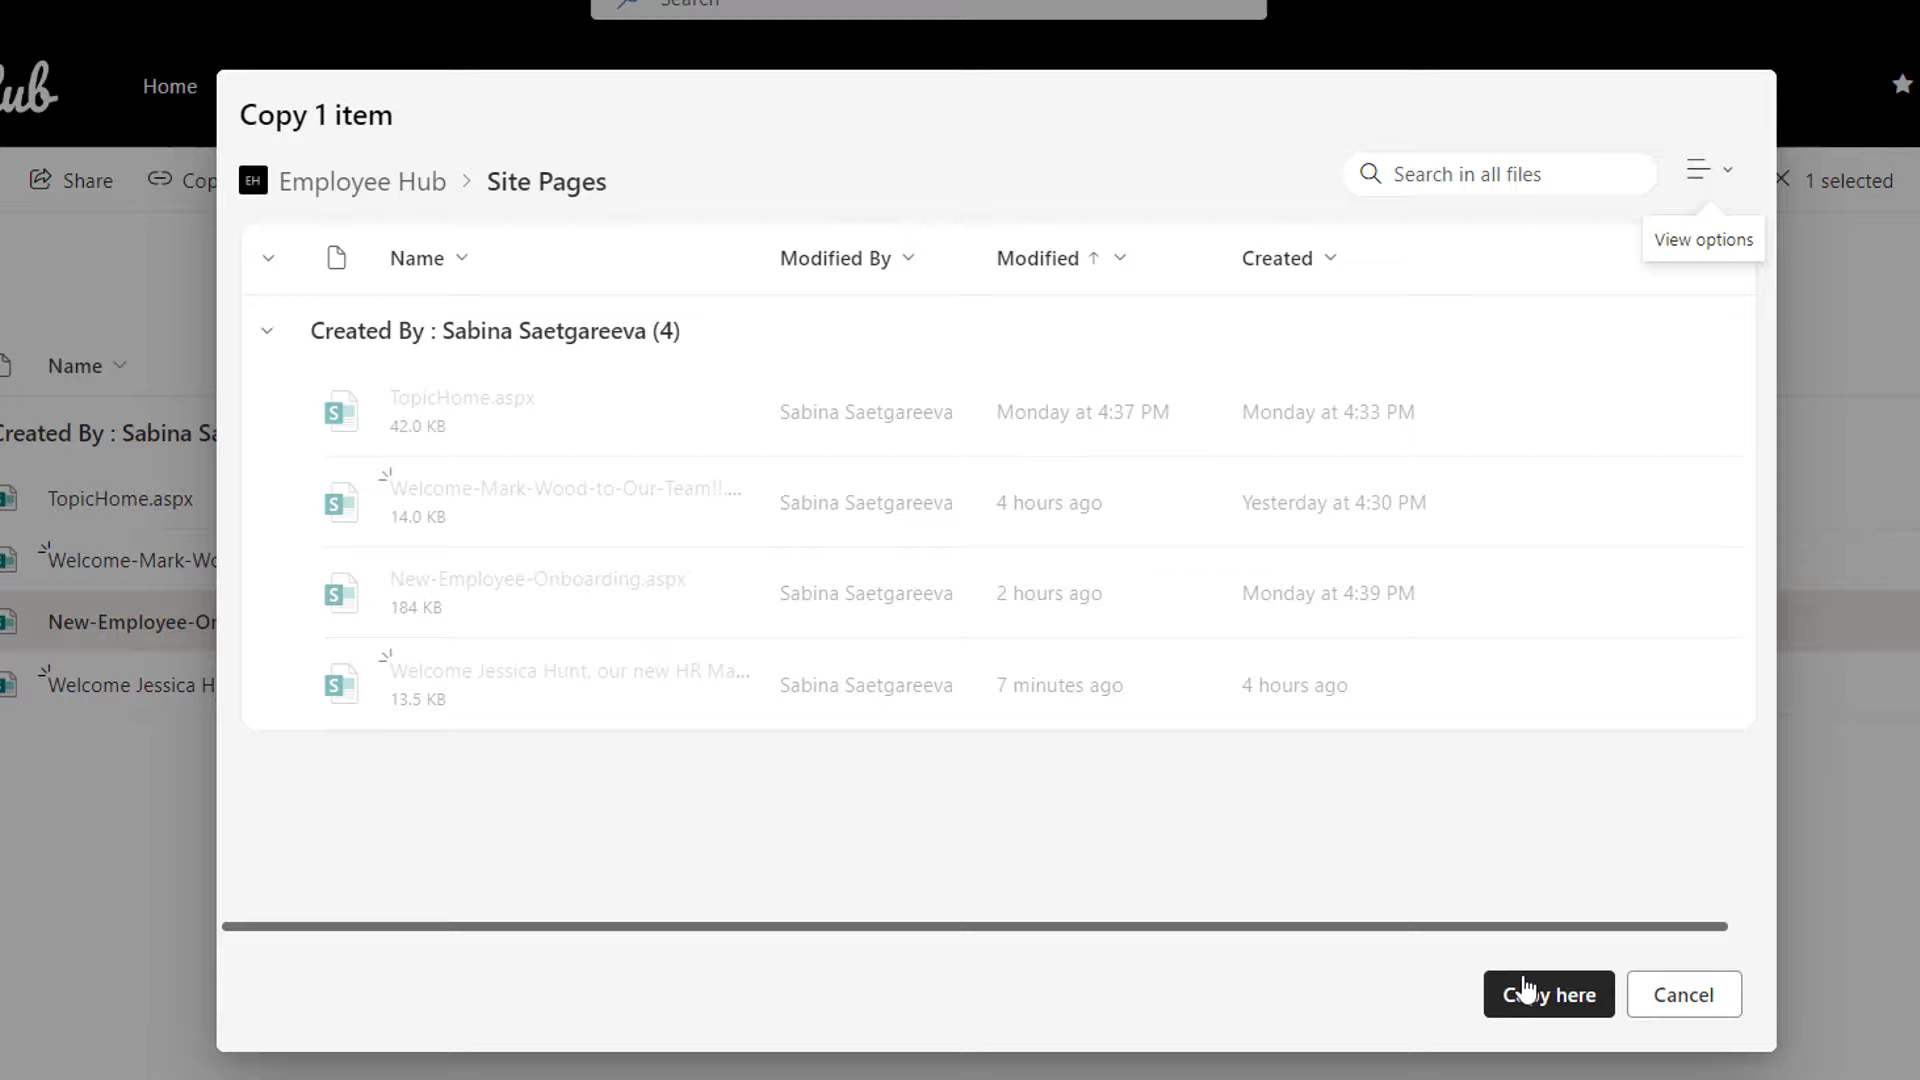 Search
Home
Copy 1 item
Share
EH Employee Hub > Site Pages
Search in all files
1 selected
View options
Name Modified By Modified ↑ Created
Created By : Sabina Saetgareeva (4)
TopicHome.aspx
42.0 KB
Sabina Saetgareeva Monday at 4:37 PM Monday at 4:33 PM
Welcome-Mark-Wood-to-Our-Team!!....
14.0 KB
Sabina Saetgareeva 4 hours ago Yesterday at 4:30 PM
New-Employee-Onboarding.aspx
184 KB
Sabina Saetgareeva 2 hours ago Monday at 4:39 PM
Welcome Jessica Hunt, our new HR Ma...
13.5 KB
Sabina Saetgareeva 7 minutes ago 4 hours ago
Name
Created By : Sabina Sa
TopicHome.aspx
Welcome-Mark-Wo
New-Employee-On
Welcome Jessica H
Copy here
Cancel